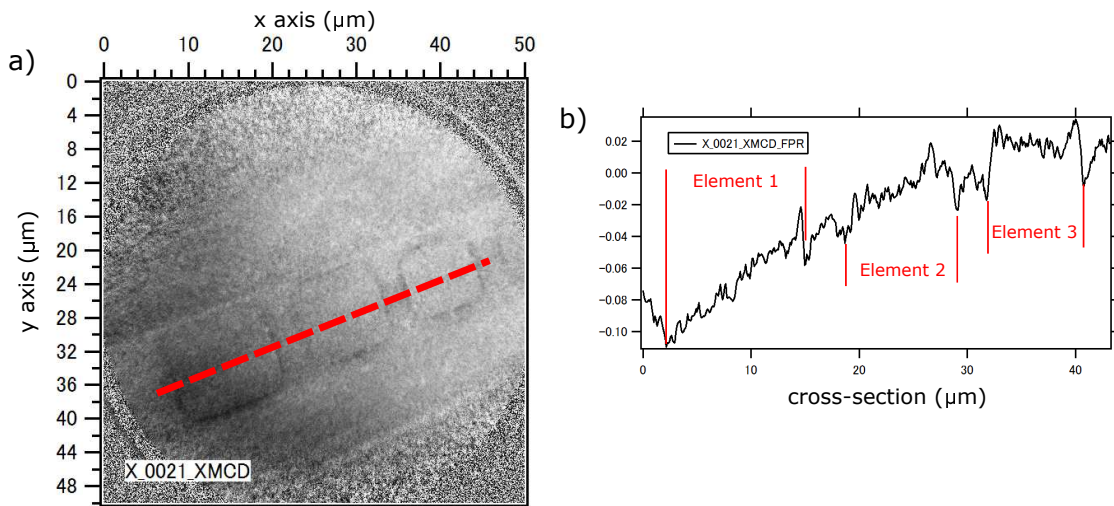 a)
x axis (μm)
0 10 20 30 40 50
y axis (μm)
0
4
8
12
16
20
24
28
32
36
40
44
48
X_0021_XMCD
b)
X_0021_XMCD_FPR
Element 1
Element 2
Element 3
0.02
0.00
−0.02
−0.04
−0.06
−0.08
−0.10
0 10 20 30 40
cross-section (μm)